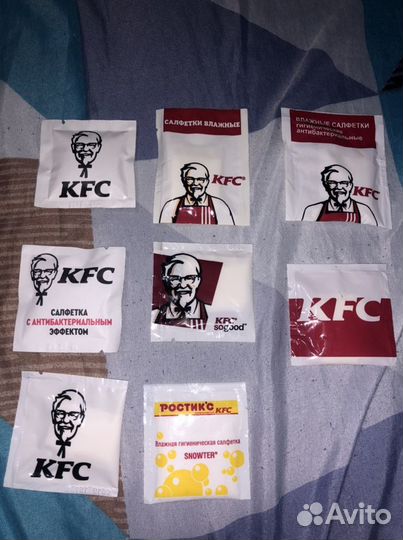 KFC
САЛФЕТКИ ВЛАЖНЫЕ
KFC
ВЛАЖНЫЕ САЛФЕТКИ
гигиенические
антибактериальные
KFC
KFC
САЛФЕТКА
С АНТИБАКТЕРИАЛЬНЫМ
ЭФФЕКТОМ
KFC
so good™
KFC
KFC
РОСТИК'С KFC
Влажная гигиеническая салфетка
SNOWTER®
Avito